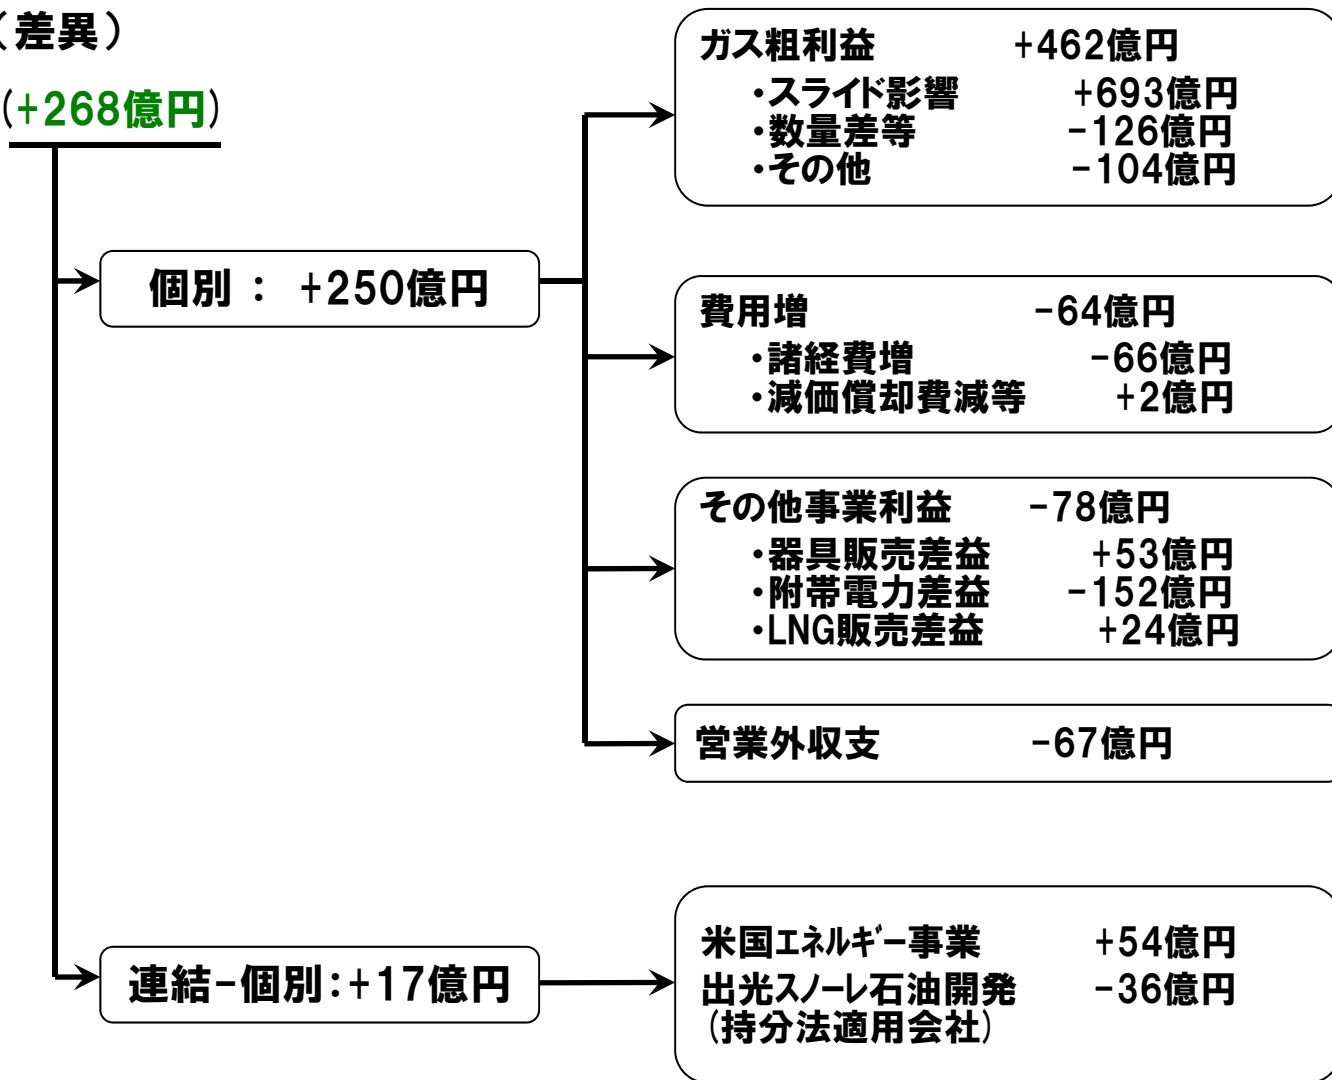 （差異）
(+268億円)
ガス粗利益 +462億円
・スライド影響 +693億円
・数量差等 -126億円
・その他 -104億円
個別： +250億円
費用増 -64億円
・諸経費増 -66億円
・減価償却費減等 +2億円
その他事業利益 -78億円
・器具販売差益 +53億円
・附帯電力差益 -152億円
・LNG販売差益 +24億円
営業外収支 -67億円
連結-個別：+17億円
米国エネルギー事業 +54億円
出光スノーレ石油開発 -36億円
(持分法適用会社)